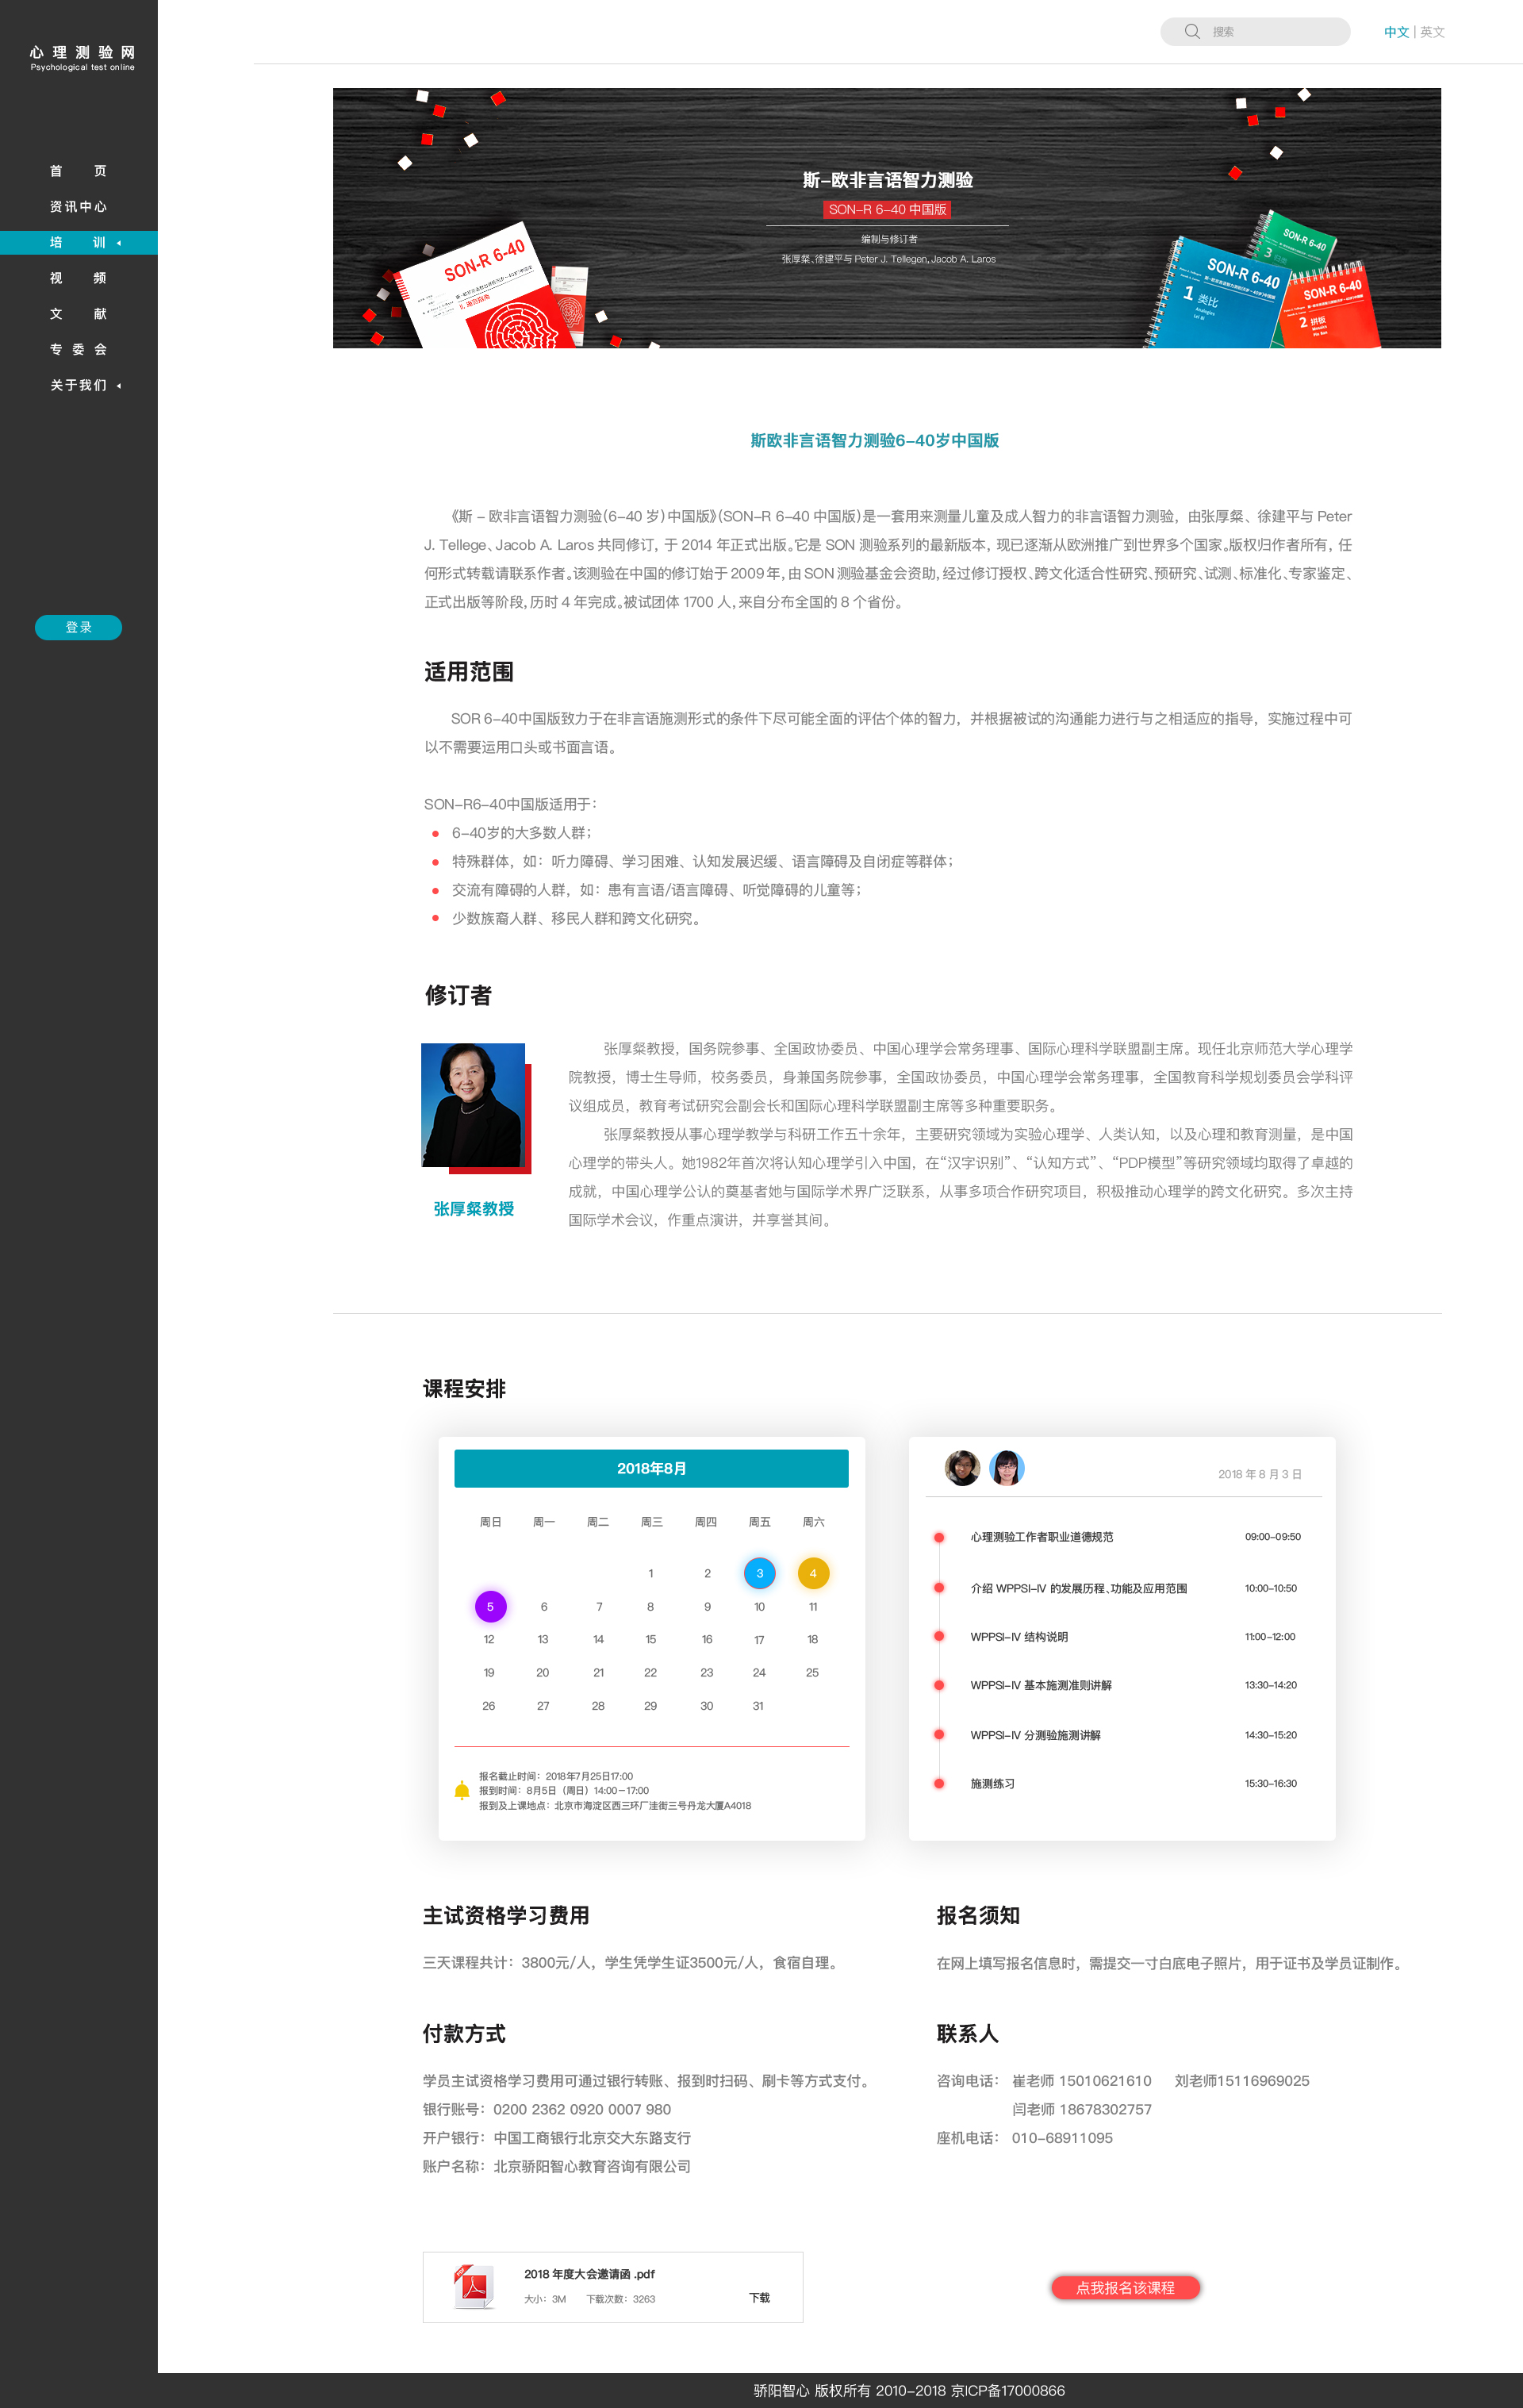 心理测验网
Psychological test online
搜索
中文 | 英文
首页
资讯中心
培训
视频
文献
专委会
关于我们
登录
斯-欧非言语智力测验
SON-R 6-40 中国版
编制与修订者
张厚粲、徐建平与 Peter J. Tellegen, Jacob A. Laros
SON-R 6-40
SON-R 6-40
1 类比
Analogies
3
SON-R 6-40
2 拼板
斯欧非言语智力测验6-40岁中国版
《斯 - 欧非言语智力测验(6-40 岁)中国版》(SON-R 6-40 中国版)是一套用来测量儿童及成人智力的非言语智力测验，由张厚粲、徐建平与 Peter
J. Tellege、Jacob A. Laros 共同修订, 于 2014 年正式出版。它是 SON 测验系列的最新版本, 现已逐渐从欧洲推广到世界多个国家。版权归作者所有, 任
何形式转载请联系作者。该测验在中国的修订始于 2009 年, 由 SON 测验基金会资助, 经过修订授权、跨文化适合性研究、预研究、试测、标准化、专家鉴定、
正式出版等阶段, 历时 4 年完成。被试团体 1700 人, 来自分布全国的 8 个省份。
适用范围
SOR 6-40中国版致力于在非言语施测形式的条件下尽可能全面的评估个体的智力，并根据被试的沟通能力进行与之相适应的指导，实施过程中可
以不需要运用口头或书面言语。
SON-R6-40中国版适用于：
6-40岁的大多数人群；
特殊群体，如：听力障碍、学习困难、认知发展迟缓、语言障碍及自闭症等群体；
交流有障碍的人群，如：患有言语/语言障碍、听觉障碍的儿童等；
少数族裔人群、移民人群和跨文化研究。
修订者
张厚粲教授，国务院参事、全国政协委员、中国心理学会常务理事、国际心理科学联盟副主席。现任北京师范大学心理学
院教授，博士生导师，校务委员，身兼国务院参事，全国政协委员，中国心理学会常务理事，全国教育科学规划委员会学科评
议组成员，教育考试研究会副会长和国际心理科学联盟副主席等多种重要职务。
张厚粲教授从事心理学教学与科研工作五十余年，主要研究领域为实验心理学、人类认知，以及心理和教育测量，是中国
心理学的带头人。她1982年首次将认知心理学引入中国，在“汉字识别”、“认知方式”、“PDP模型”等研究领域均取得了卓越的
成就，中国心理学公认的奠基者她与国际学术界广泛联系，从事多项合作研究项目，积极推动心理学的跨文化研究。多次主持
国际学术会议，作重点演讲，并享誉其间。
张厚粲教授
课程安排
2018年8月
周日 周一 周二 周三 周四 周五 周六
1 2 3 4
5 6 7 8 9 10 11
12 13 14 15 16 17 18
19 20 21 22 23 24 25
26 27 28 29 30 31
报名截止时间：2018年7月25日17:00
报到时间：8月5日（周日）14:00—17:00
报到及上课地点：北京市海淀区西三环厂洼街三号丹龙大厦A4018
2018 年 8 月 3 日
心理测验工作者职业道德规范 09:00-09:50
介绍 WPPSI-IV 的发展历程、功能及应用范围 10:00-10:50
WPPSI-IV 结构说明 11:00-12:00
WPPSI-IV 基本施测准则讲解 13:30-14:20
WPPSI-IV 分测验施测讲解 14:30-15:20
施测练习 15:30-16:30
主试资格学习费用
三天课程共计：3800元/人，学生凭学生证3500元/人，食宿自理。
报名须知
在网上填写报名信息时，需提交一寸白底电子照片，用于证书及学员证制作。
付款方式
学员主试资格学习费用可通过银行转账、报到时扫码、刷卡等方式支付。
银行账号：0200 2362 0920 0007 980
开户银行：中国工商银行北京交大东路支行
账户名称：北京骄阳智心教育咨询有限公司
联系人
咨询电话： 崔老师 15010621610 刘老师15116969025
闫老师 18678302757
座机电话： 010-68911095
2018 年度大会邀请函 .pdf
大小：3M 下载次数：3263
下载
点我报名该课程
骄阳智心 版权所有 2010-2018 京ICP备17000866